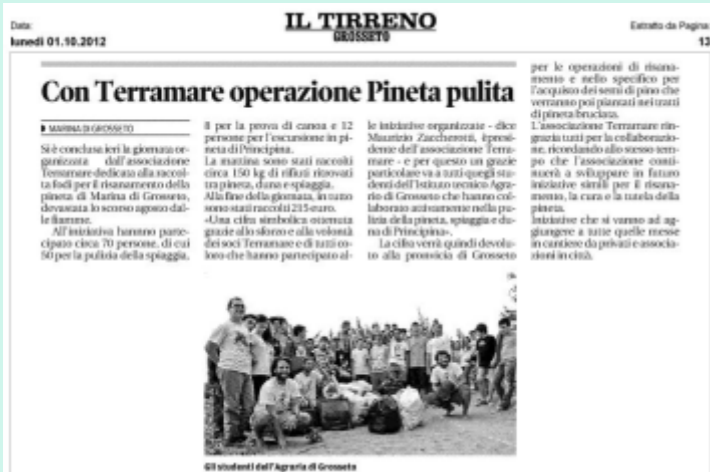 Data:
lunedì 01.10.2012
IL TIRRENO
GROSSETO
Estratto da Pagina:
13
Con Terramare operazione Pineta pulita
MARINA DI GROSSETO
Si è conclusa ieri la giornata or-
ganizzata dall'associazione
Terramare dedicata alla raccol-
ta fodi per il risanamento della
pineta di Marina di Grosseto,
devastata lo scorso agosto dal-
le fiamme.
All'iniziativa hannno parte-
cipato circa 70 persone, di cui
50 per la pulizia della spiaggia,
8 per la prova di canoa e 12
persone per l'escursione in pi-
neta di Principina.
La mattina sono stati raccolti
circa 150 kg di rifiuti ritrovati
tra pineta, duna e spiaggia.
Alla fine della giornata, in tutto
sono stati raccolti 215 euro.
«Una cifra simbolica ottenuta
grazie allo sforzo e alla volontà
dei soci Terramare e di tutti co-
loro che hanno partecipato al-
le iniziative organizzate - dice
Maurizio Zaccherotti, èpresi-
dente dell'associazione Terra-
mare - e per questo un grazie
particolare va a tutti quegli stu-
denti dell'Istituto tecnico Agra-
rio di Grosseto che hanno col-
laborato attivamente nella pu-
lizia della pineta, spiaggia e du-
na di Principina».
La cifra verrà quindi devolu-
to alla pronvicia di Grosseto
per le operazioni di risana-
mento e nello specifico per
l'acquisto dei semi di pino che
verranno poi piantati nei tratti
di pineta bruciata.
L'associazione Terramare rin-
grazia tutti per la collaborazio-
ne, ricordando allo stesso tem-
po che l'associazione conti-
nuerà a sviluppare in futuro
iniziative simili per il risana-
mento, la cura e la tutela della
pineta.
Iniziative che si vanno ad ag-
giungere a tutte quelle messe
in cantiere da privati e associa-
zioni in città.
Gli studenti dell'Agraria di Grosseto